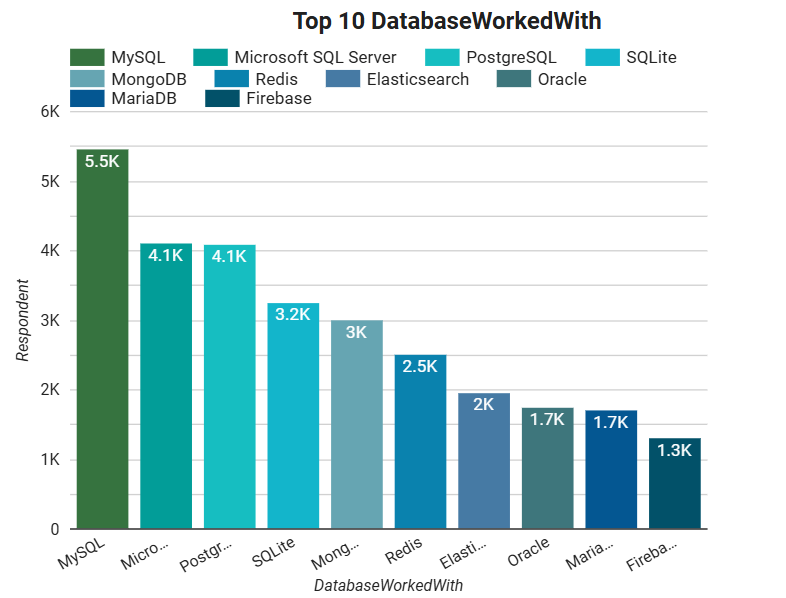 Top 10 DatabaseWorkedWith
MySQL Microsoft SQL Server PostgreSQL SQLite
MongoDB Redis Elasticsearch Oracle
MariaDB Firebase
6K
5K
4K
3K
2K
1K
0
Respondent
5.5K
4.1K
4.1K
3.2K
3K
2.5K
2K
1.7K
1.7K
1.3K
MySQL Micro... Postgr... SQLite Mong... Redis Elasti... Oracle Maria... Fireba...
DatabaseWorkedWith